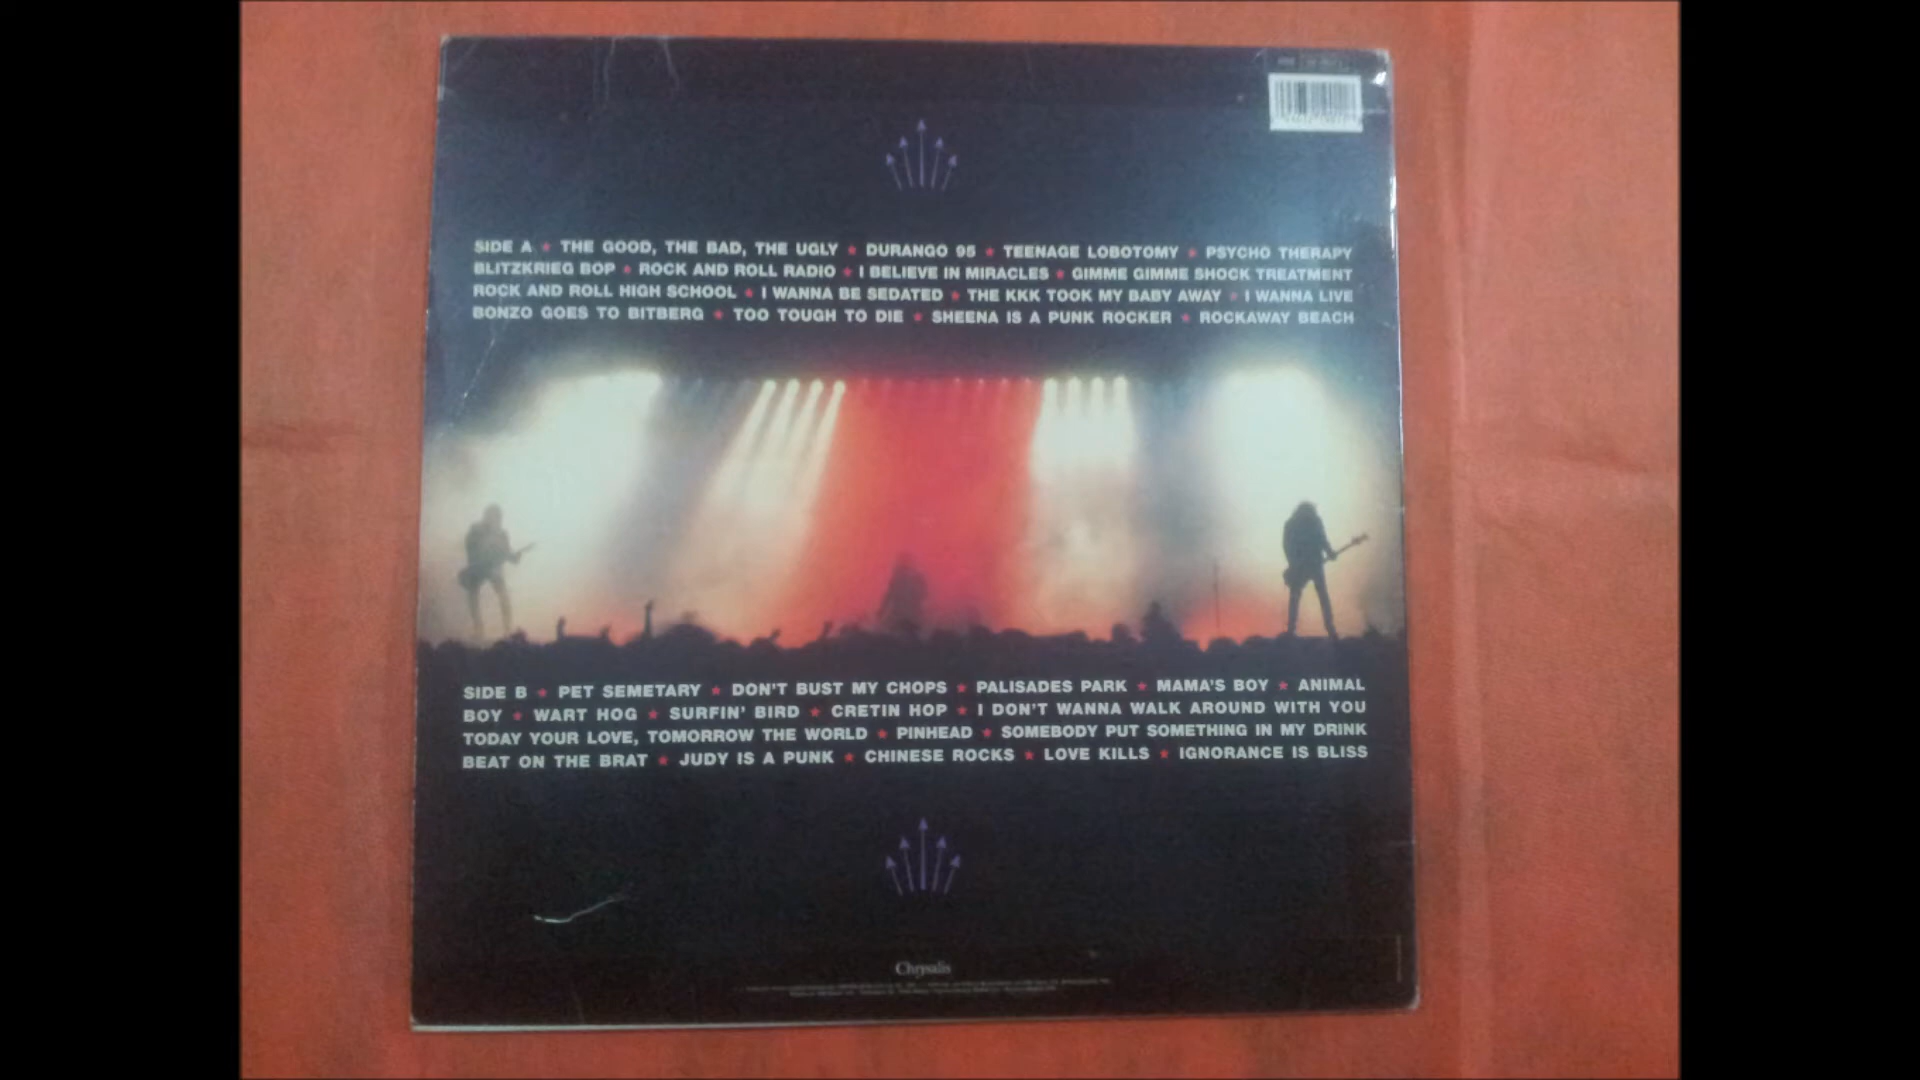 SIDE A ★ THE GOOD, THE BAD, THE UGLY ★ DURANGO 95 ★ TEENAGE LOBOTOMY ★ PSYCHO THERAPY
BLITZKRIEG BOP ★ ROCK AND ROLL RADIO ★ I BELIEVE IN MIRACLES ★ GIMME GIMME SHOCK TREATMENT
ROCK AND ROLL HIGH SCHOOL ★ I WANNA BE SEDATED ★ THE KKK TOOK MY BABY AWAY ★ I WANNA LIVE
BONZO GOES TO BITBERG ★ TOO TOUGH TO DIE ★ SHEENA IS A PUNK ROCKER ★ ROCKAWAY BEACH
SIDE B ★ PET SEMETARY ★ DON'T BUST MY CHOPS ★ PALISADES PARK ★ MAMA'S BOY ★ ANIMAL
BOY ★ WART HOG ★ SURFIN' BIRD ★ CRETIN HOP ★ I DON'T WANNA WALK AROUND WITH YOU
TODAY YOUR LOVE, TOMORROW THE WORLD ★ PINHEAD ★ SOMEBODY PUT SOMETHING IN MY DRINK
BEAT ON THE BRAT ★ JUDY IS A PUNK ★ CHINESE ROCKS ★ LOVE KILLS ★ IGNORANCE IS BLISS
Chrysalis